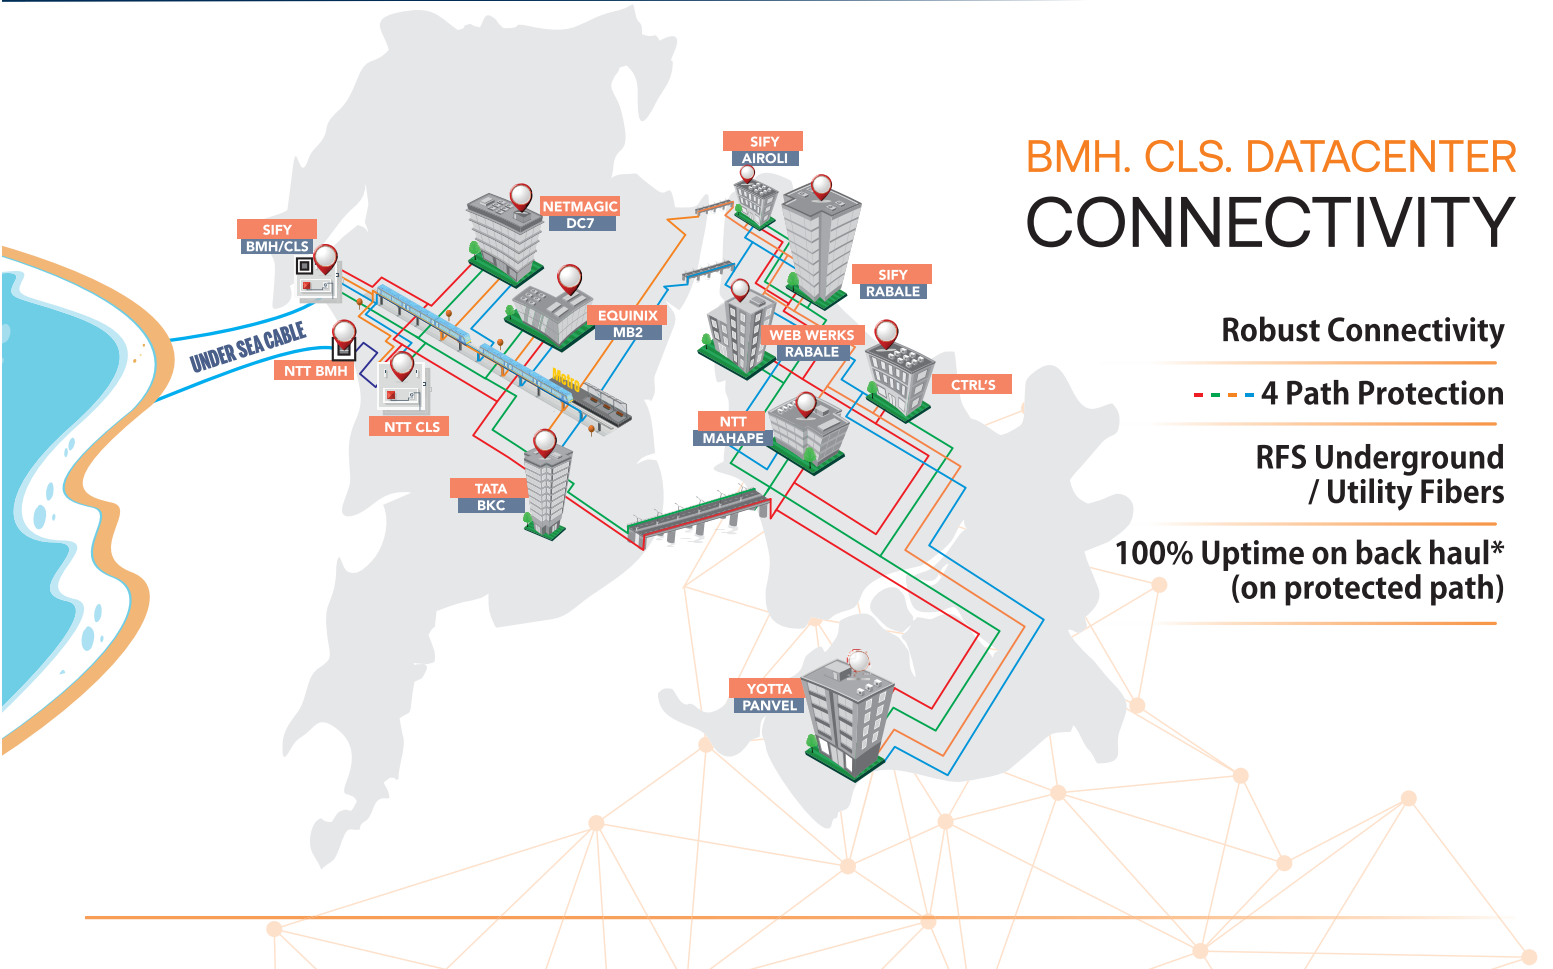 BMH. CLS. DATACENTER
CONNECTIVITY
Robust Connectivity
4 Path Protection
RFS Underground
/ Utility Fibers
100% Uptime on back haul*
(on protected path)
SIFY
AIROLI
NETMAGIC
DC7
SIFY
BMH/CLS
SIFY
RABALE
EQUINIX
MB2
UNDER SEA CABLE
WEB WERKS
RABALE
NTT BMH
Metro
CTRL'S
NTT CLS
NTT
MAHAPE
TATA
BKC
YOTTA
PANVEL